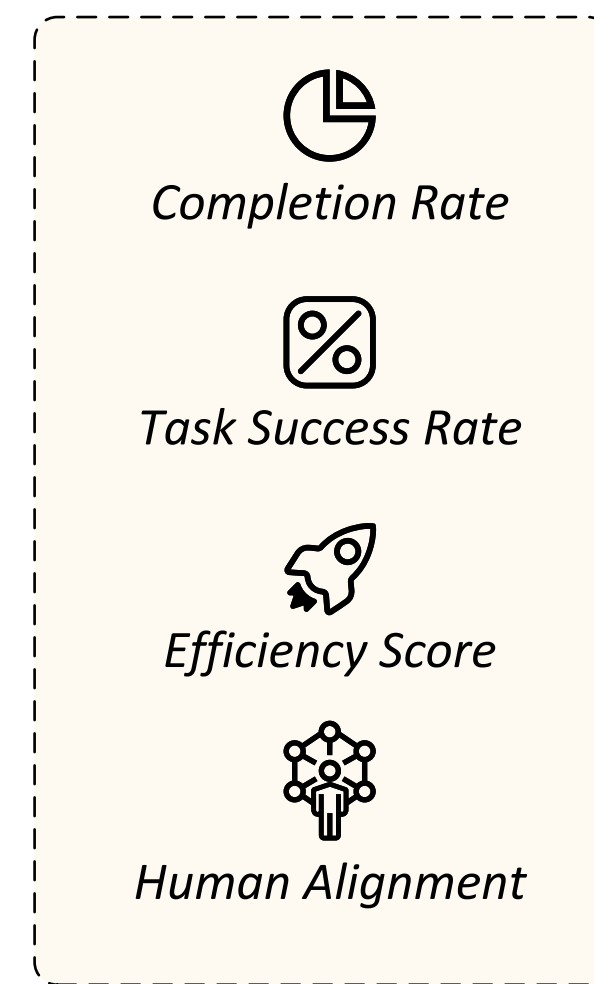 Completion Rate
Task Success Rate
Efficiency Score
Human Alignment